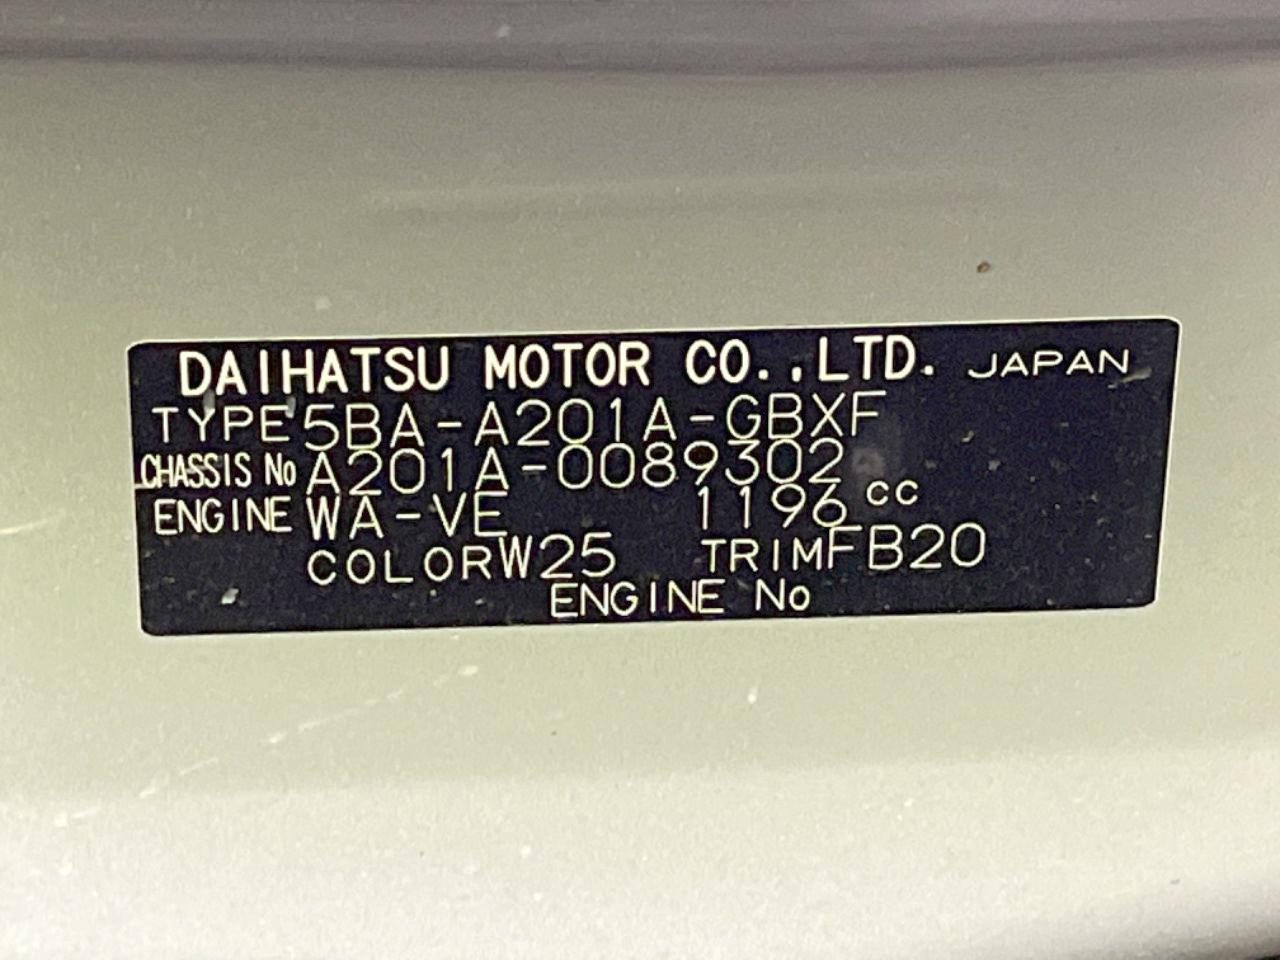 DAIHATSU MOTOR CO.,LTD. JAPAN
TYPE 5BA-A201A-GBXF
CHASSIS No A201A-0089302
ENGINE WA-VE 1196 CC
COLOR W25 TRIM FB20
ENGINE No